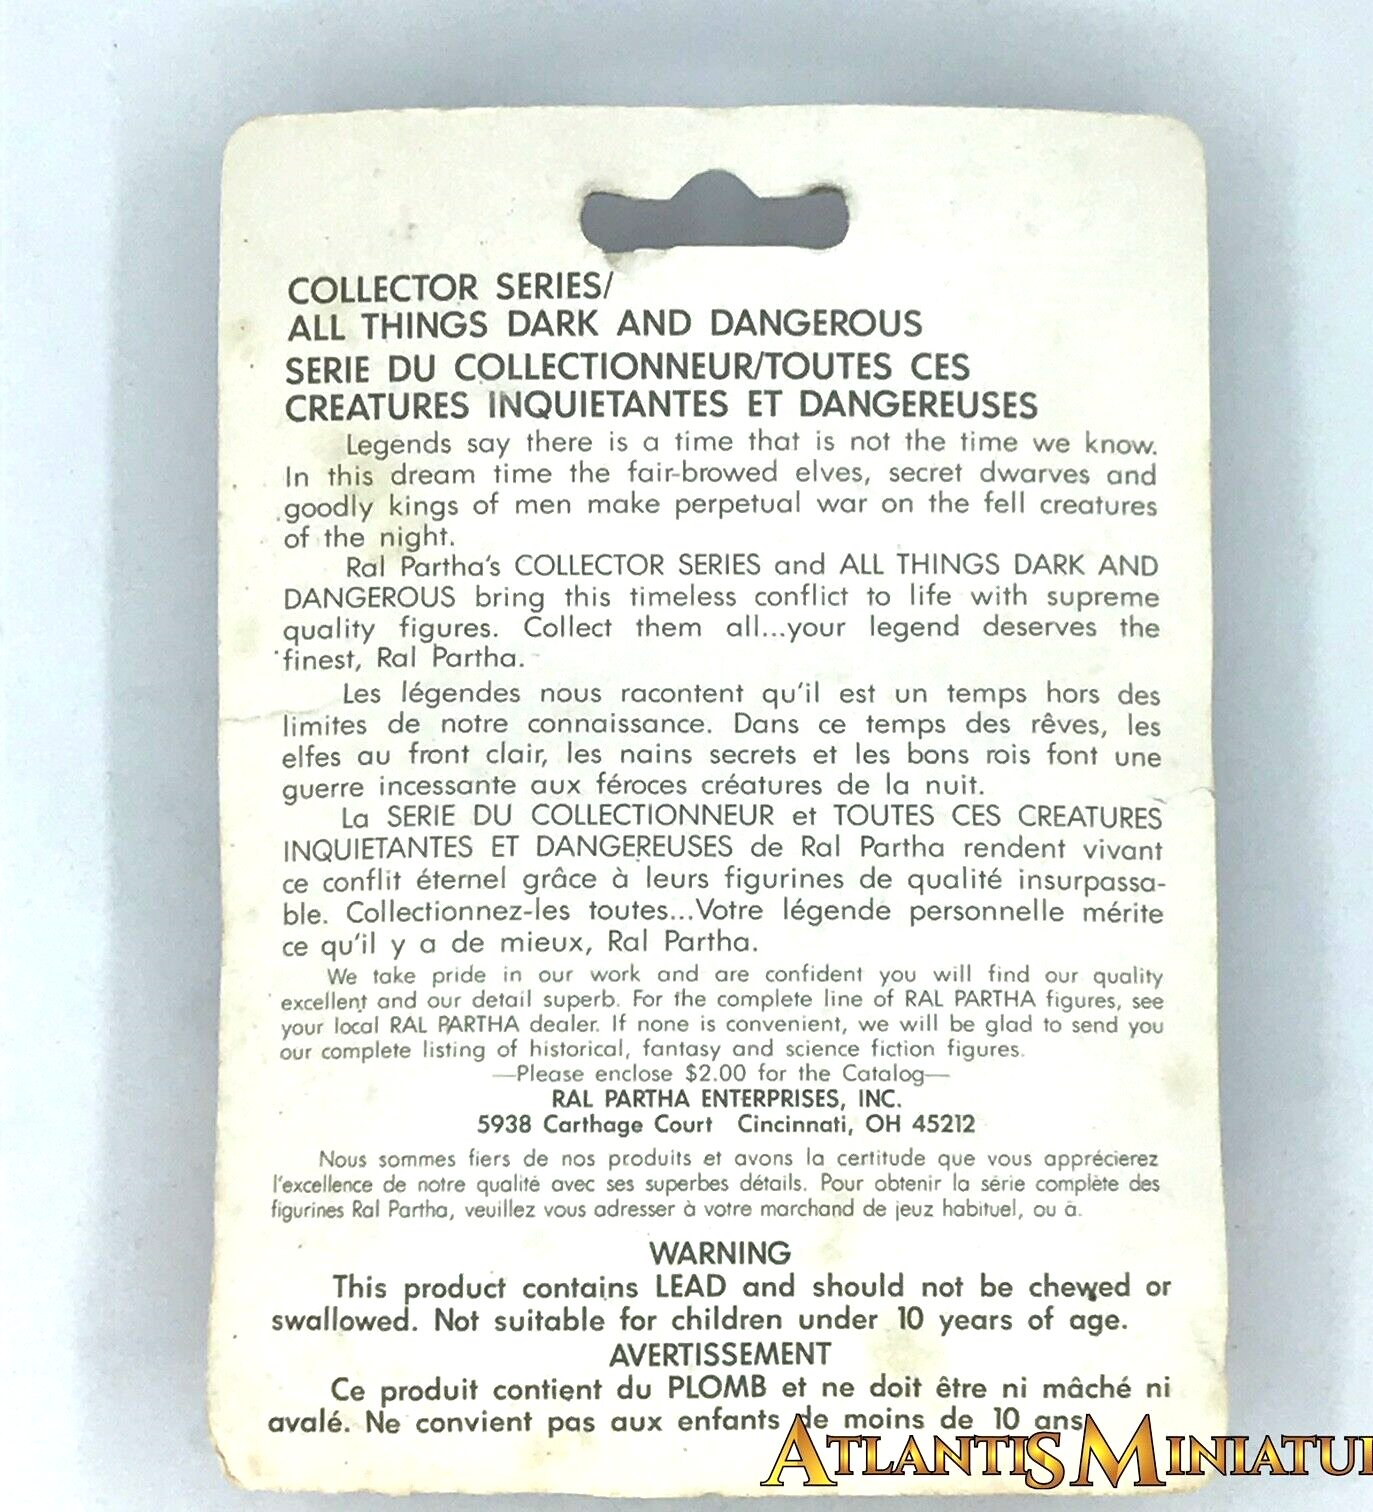 COLLECTOR SERIES/
ALL THINGS DARK AND DANGEROUS
SERIE DU COLLECTIONNEUR/TOUTES CES
CREATURES INQUIETANTES ET DANGEREUSES
Legends say there is a time that is not the time we know.
In this dream time the fair-browed elves, secret dwarves and
goodly kings of men make perpetual war on the fell creatures
of the night.
Ral Partha's COLLECTOR SERIES and ALL THINGS DARK AND
DANGEROUS bring this timeless conflict to life with supreme
quality figures. Collect them all...your legend deserves the
finest, Ral Partha.
Les légendes nous racontent qu'il est un temps hors des
limites de notre connaissance. Dans ce temps des rêves, les
elfes au front clair, les nains secrets et les bons rois font une
guerre incessante aux féroces créatures de la nuit.
La SERIE DU COLLECTIONNEUR et TOUTES CES CREATURES
INQUIETANTES ET DANGEREUSES de Ral Partha rendent vivant
ce conflit éternel grâce à leurs figurines de qualité insurpassa-
ble. Collectionnez-les toutes...Votre légende personnelle mérite
ce qu'il y a de mieux, Ral Partha.
We take pride in our work and are confident you will find our quality
excellent and our detail superb. For the complete line of RAL PARTHA figures, see
your local RAL PARTHA dealer. If none is convenient, we will be glad to send you
our complete listing of historical, fantasy and science fiction figures.
—Please enclose $2.00 for the Catalog—
RAL PARTHA ENTERPRISES, INC.
5938 Carthage Court Cincinnati, OH 45212
Nous sommes fiers de nos produits et avons la certitude que vous apprécierez
l'excellence de notre qualité avec ses superbes détails. Pour obtenir la série complète des
figurines Ral Partha, veuillez vous adresser à votre marchand de jeuz habituel, ou à.
WARNING
This product contains LEAD and should not be chewed or
swallowed. Not suitable for children under 10 years of age.
AVERTISSEMENT
Ce produit contient du PLOMB et ne doit être ni mâché ni
avalé. Ne convient pas aux enfants de moins de 10 ans.
ATLANTIS MINIATU